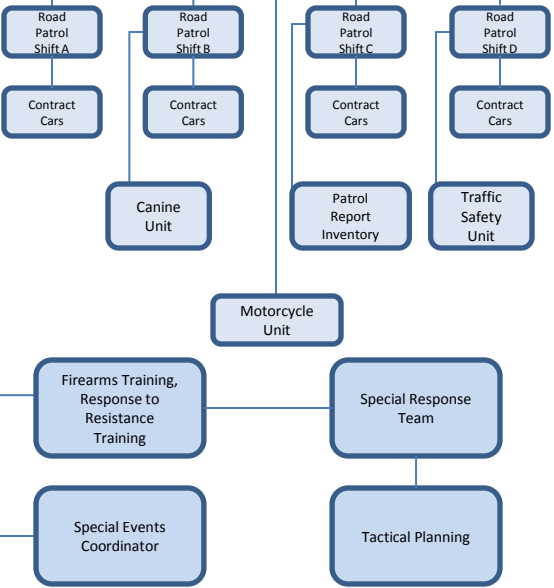 Road
Patrol
Shift A
Road
Patrol
Shift B
Road
Patrol
Shift C
Road
Patrol
Shift D
Contract
Cars
Contract
Cars
Contract
Cars
Contract
Cars
Canine
Unit
Patrol
Report
Inventory
Traffic
Safety
Unit
Motorcycle
Unit
Firearms Training,
Response to
Resistance
Training
Special Response
Team
Special Events
Coordinator
Tactical Planning